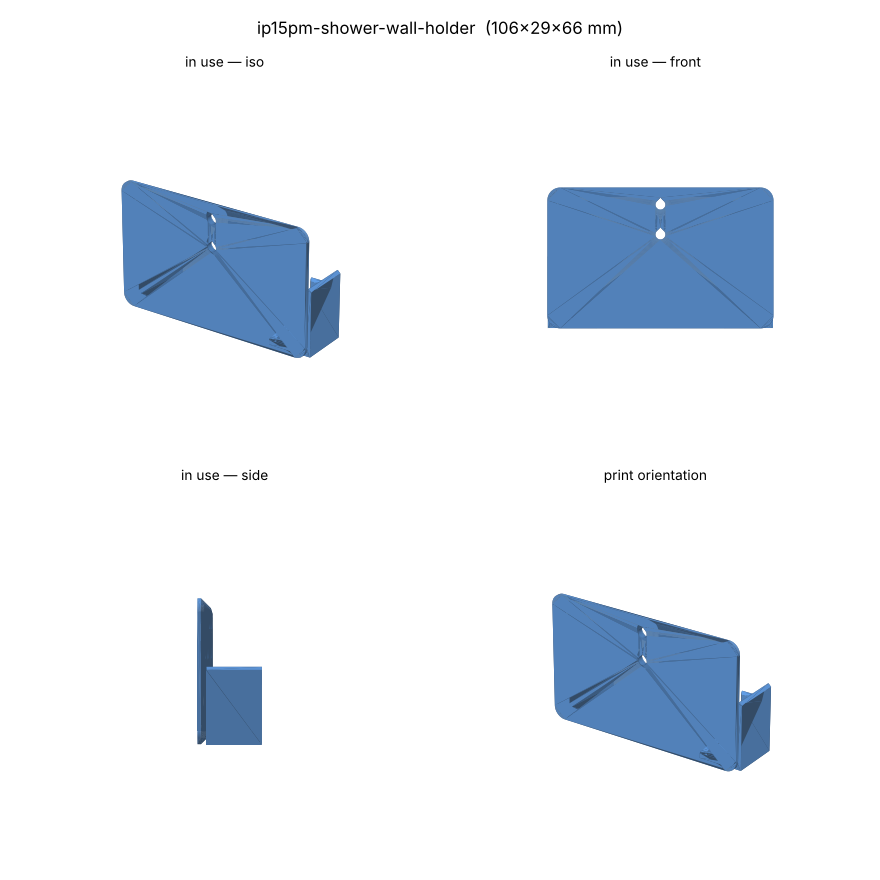 ip15pm-shower-wall-holder (106×29×66 mm)
in use — iso
in use — front
in use — side
print orientation